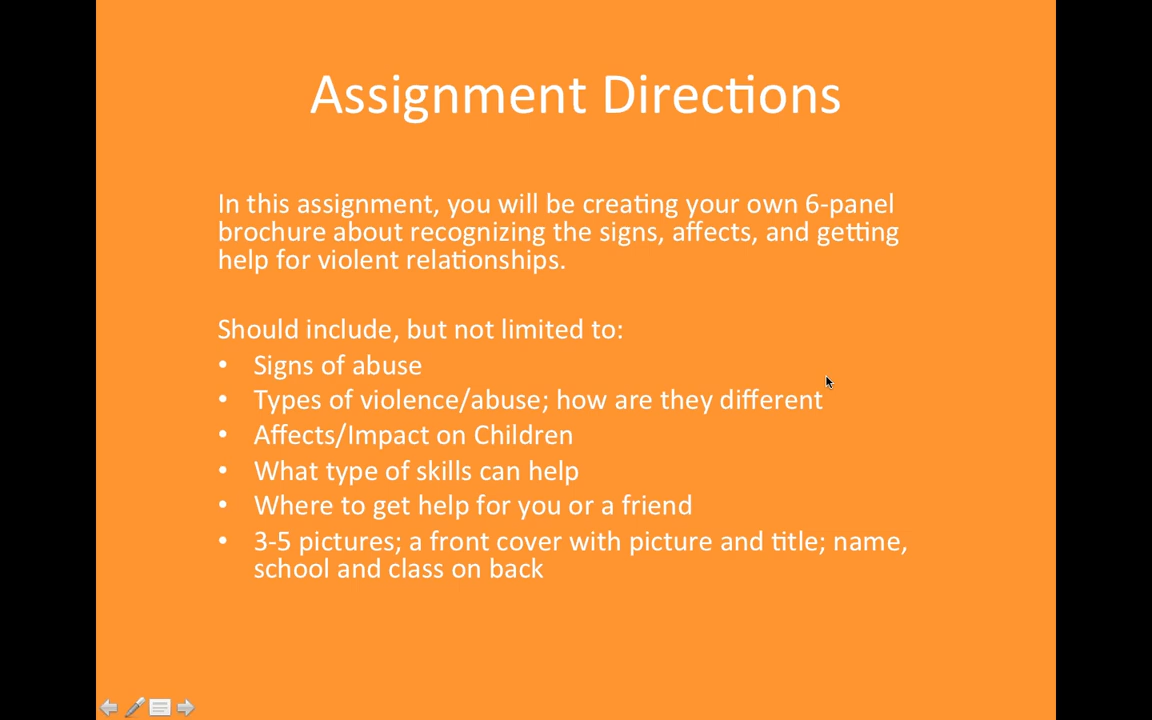 Assignment Directions
In this assignment, you will be creating your own 6-panel
brochure about recognizing the signs, affects, and getting
help for violent relationships.
Should include, but not limited to:
• Signs of abuse
• Types of violence/abuse; how are they different
• Affects/Impact on Children
• What type of skills can help
• Where to get help for you or a friend
• 3-5 pictures; a front cover with picture and title; name,
school and class on back